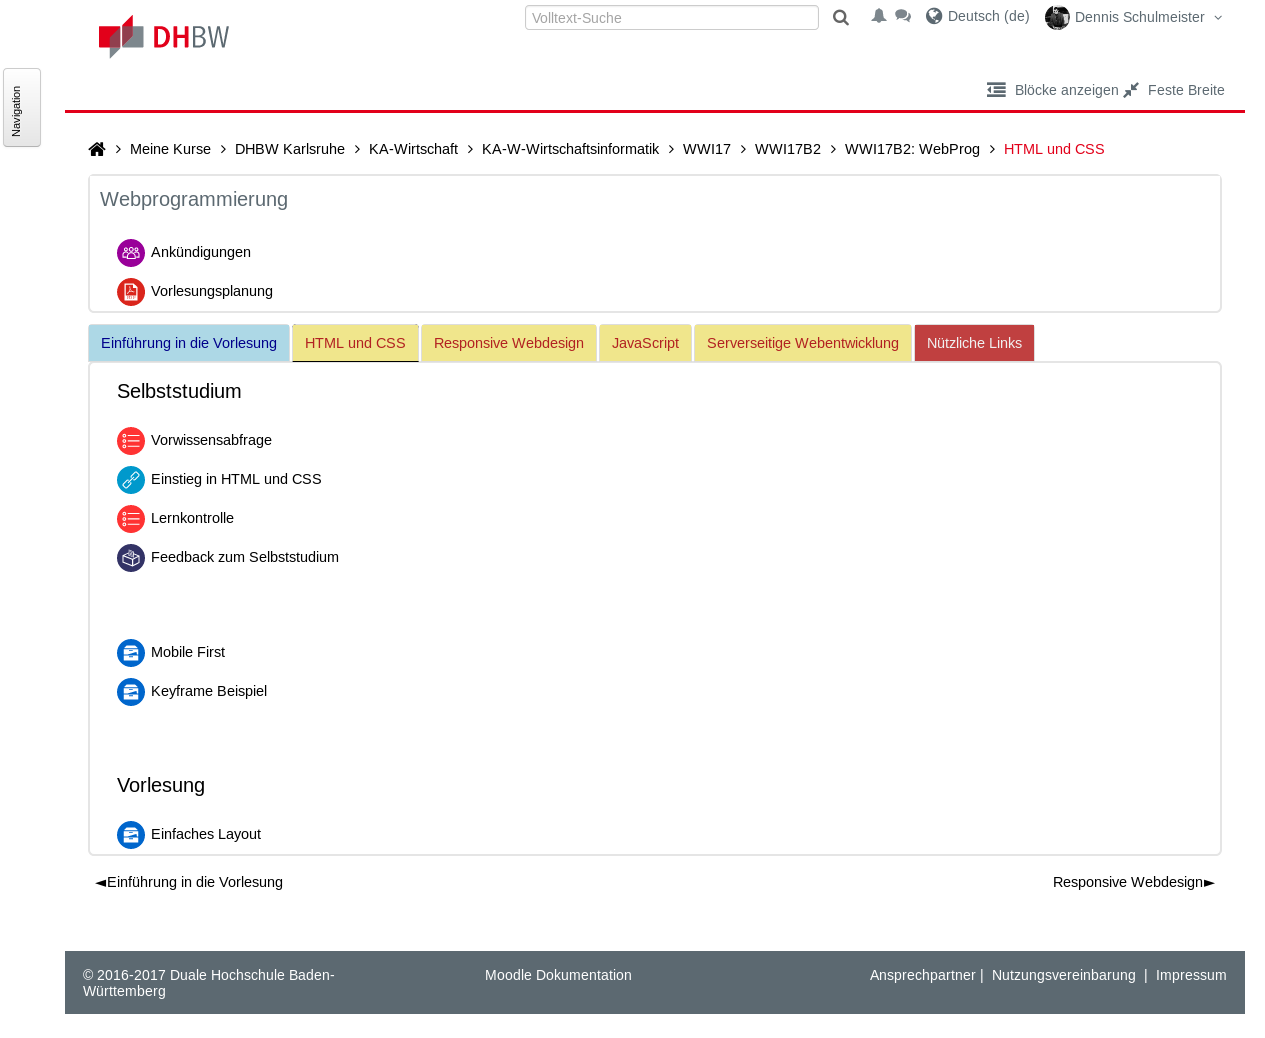 Volltext-Suche
Deutsch (de)
Dennis Schulmeister
DHBW
Navigation
Blöcke anzeigen
Feste Breite
Meine Kurse > DHBW Karlsruhe > KA-Wirtschaft > KA-W-Wirtschaftsinformatik > WWI17 > WWI17B2 > WWI17B2: WebProg > HTML und CSS
Webprogrammierung
Ankündigungen
Vorlesungsplanung
Einführung in die Vorlesung
HTML und CSS
Responsive Webdesign
JavaScript
Serverseitige Webentwicklung
Nützliche Links
Selbststudium
Vorwissensabfrage
Einstieg in HTML und CSS
Lernkontrolle
Feedback zum Selbststudium
Mobile First
Keyframe Beispiel
Vorlesung
Einfaches Layout
◄Einführung in die Vorlesung
Responsive Webdesign►
© 2016-2017 Duale Hochschule Baden-
Württemberg
Moodle Dokumentation
Ansprechpartner | Nutzungsvereinbarung | Impressum